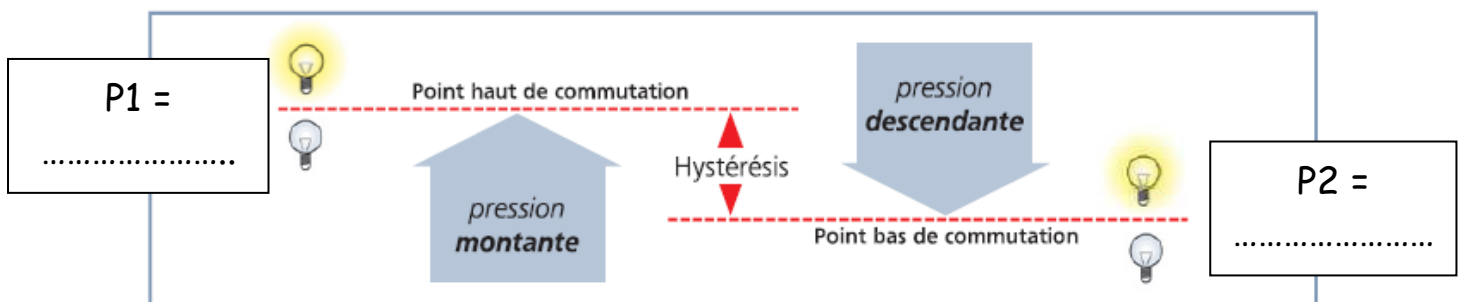 P1 =
…………………..
Point haut de commutation
pression
montante
Hystérésis
pression
descendante
Point bas de commutation
P2 =
……………………